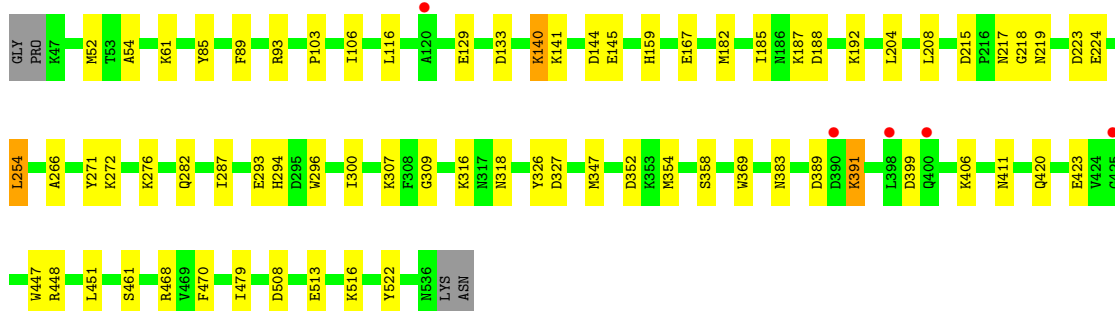 GLY PRO K47 M52 T53 A54 K61 Y85 F89 R93 P103 I106 L116 A120 E129 D133 K140 K141 D144 E145 H159 E167 M182 I185 N186 K187 D188 K192 L204 L208 D215 P216 N217 G218 N219 D223 E224
L254 A266 Y271 K272 K276 Q282 I287 E293 H294 D295 W296 I300 K307 F308 G309 K316 N317 N318 Y326 D327 M347 D352 K353 M354 S358 W369 N383 D389 D390 K391 L398 D399 Q400 K406 N411 Q420 E423 V424
W447 R448 L451 S461 R468 V469 F470 I479 D508 E513 K516 Y522 N536 LYS ASN